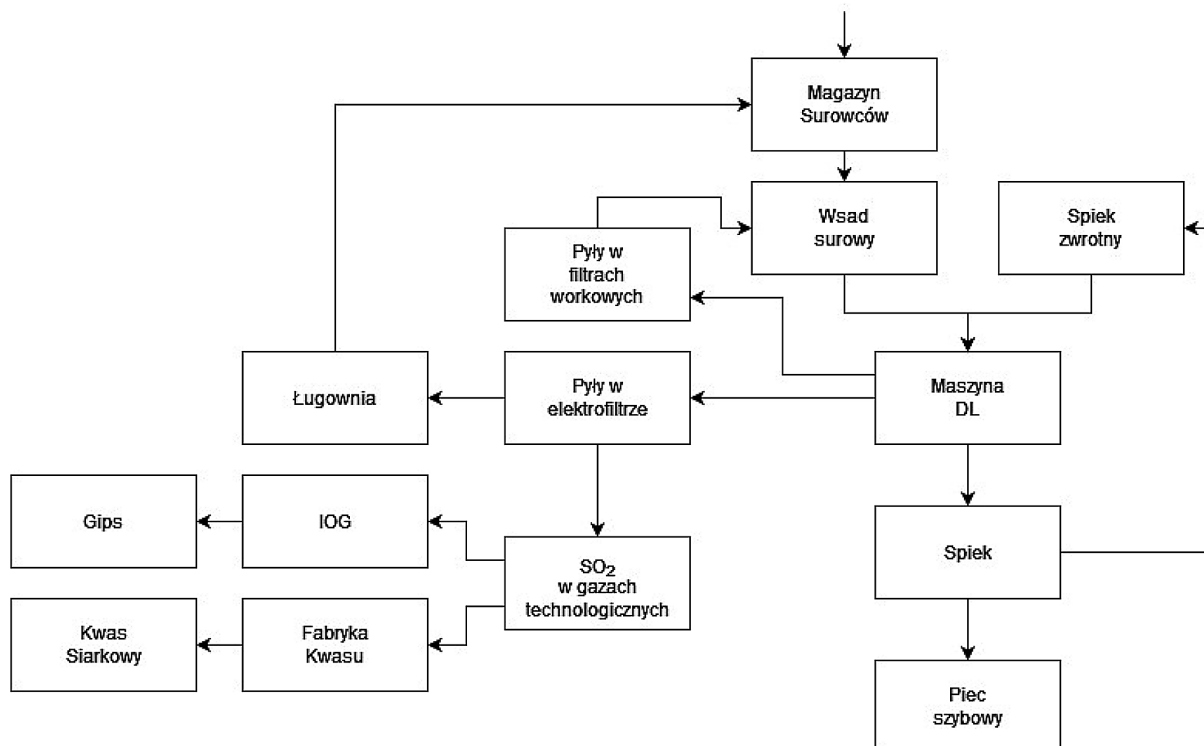 Magazyn
Surowców
Wsad
surowy
Spiek
zwrotny
Pyły w
filtrach
workowych
Ługownia
Pyły w
elektrofiltrze
Maszyna
DL
Gips
IOG
SO₂
w gazach
technologicznych
Spiek
Kwas
Siarkowy
Fabryka
Kwasu
Piec
szybowy